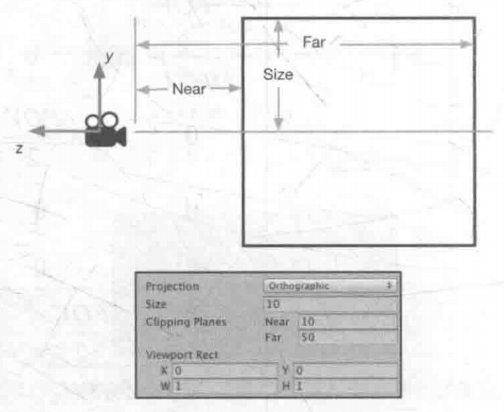 Far
y
Size
Near
z
Projection Orthographic
Size 10
Clipping Planes Near 10
Far 50
Viewport Rect
X 0 Y 0
W 1 H 1